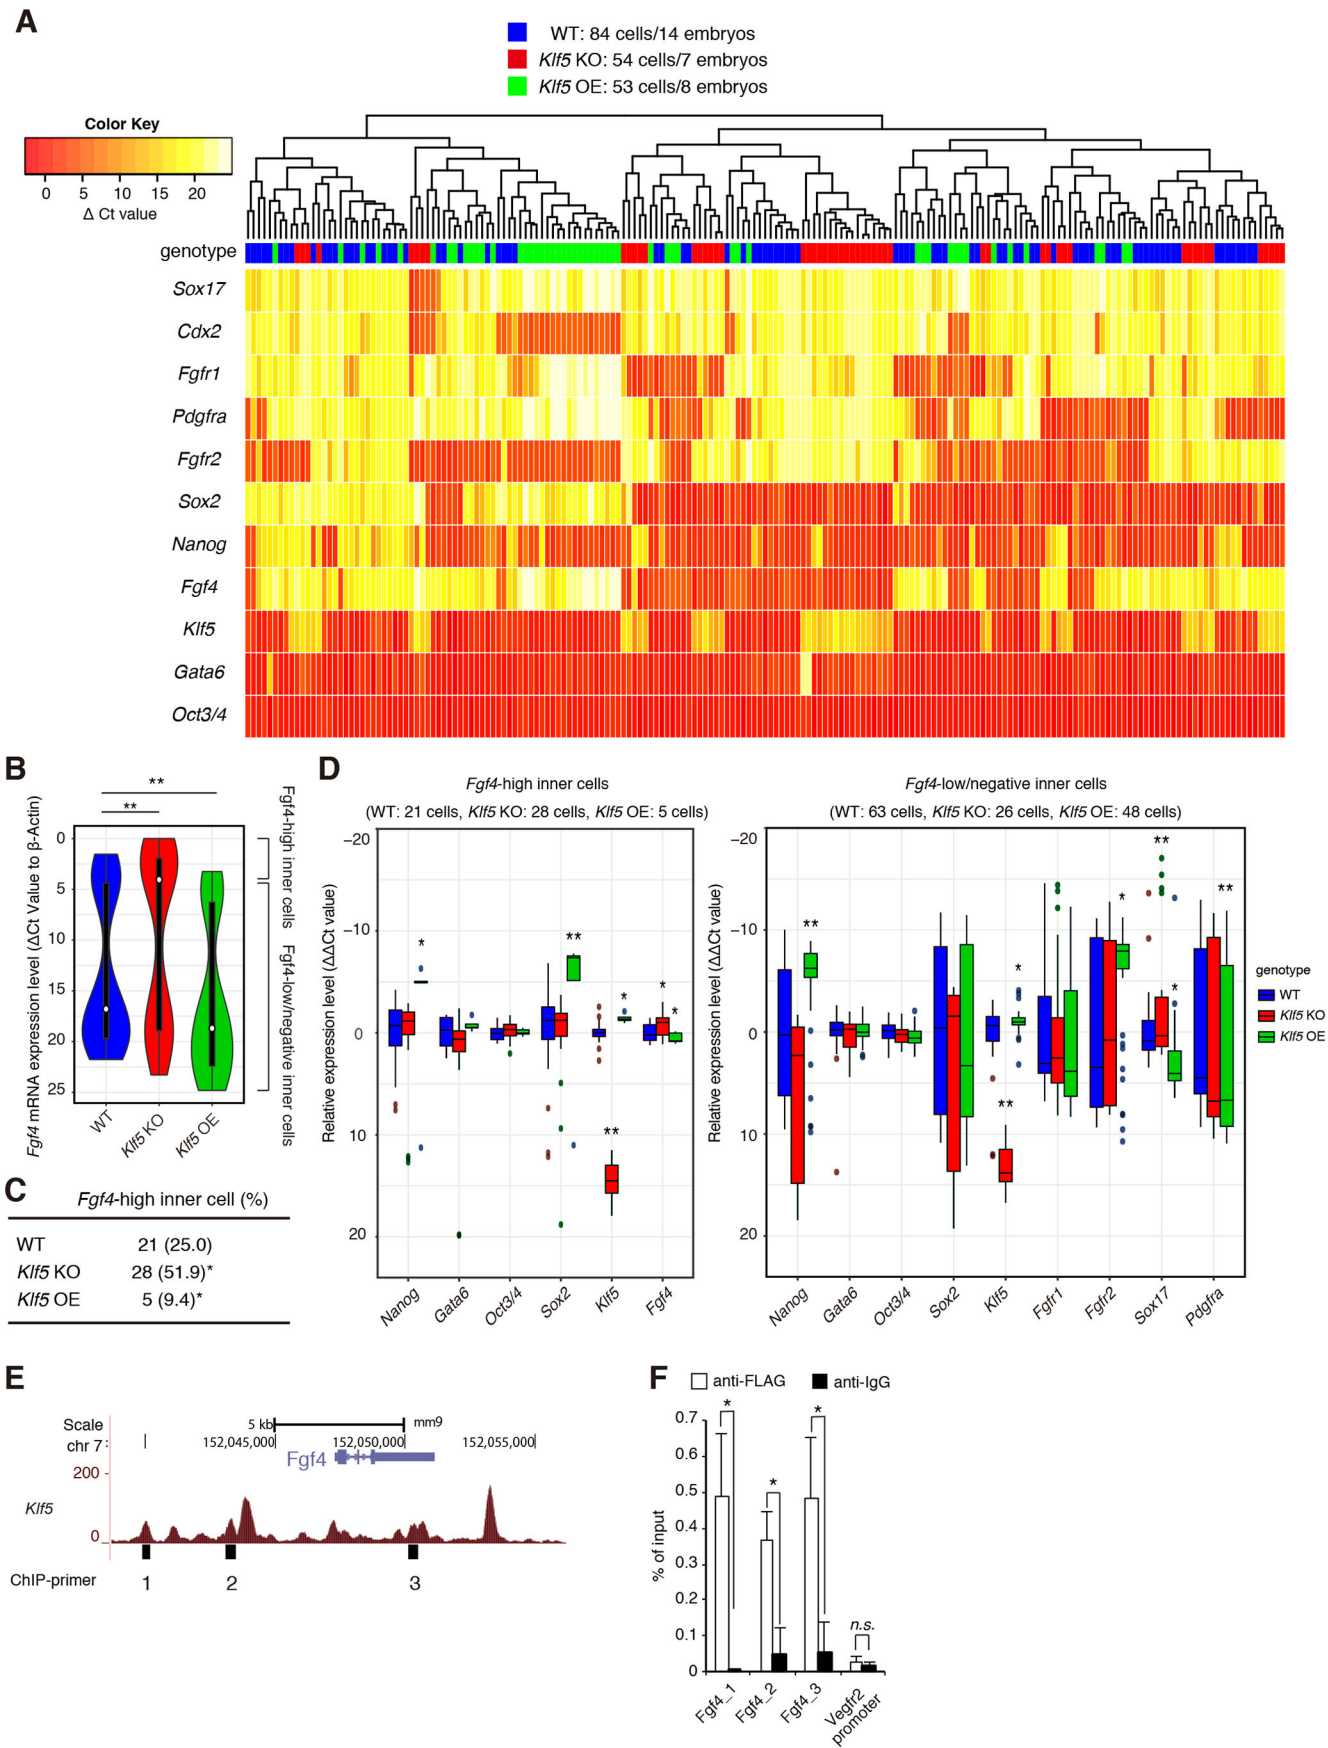 A
WT: 84 cells/14 embryos
Klf5 KO: 54 cells/7 embryos
Klf5 OE: 53 cells/8 embryos
Color Key
0 5 10 15 20
Δ Ct value
genotype
Sox17
Cdx2
Fgfr1
Pdgfra
Fgfr2
Sox2
Nanog
Fgf4
Klf5
Gata6
Oct3/4
B
Fgf4 mRNA expression level (ΔCt Value to β-Actin)
**
**
0
5
10
15
20
25
WT
Klf5 KO
Klf5 OE
Fgf4-high inner cells
Fgf4-low/negative inner cells
C
Fgf4-high inner cell (%)
WT 21 (25.0)
Klf5 KO 28 (51.9)*
Klf5 OE 5 (9.4)*
D
Fgf4-high inner cells
(WT: 21 cells, Klf5 KO: 28 cells, Klf5 OE: 5 cells)
Relative expression level (ΔΔCt value)
−20
−10
0
10
20
* ** * ** * *
Nanog Gata6 Oct3/4 Sox2 Klf5 Fgf4
Fgf4-low/negative inner cells
(WT: 63 cells, Klf5 KO: 26 cells, Klf5 OE: 48 cells)
Relative expression level (ΔΔCt value)
−20
−10
0
10
20
** * ** * ** * **
Nanog Gata6 Oct3/4 Sox2 Klf5 Fgfr1 Fgfr2 Sox17 Pdgfra
genotype
WT
Klf5 KO
Klf5 OE
E
Scale 5 kb mm9
chr 7: 152,045,000 152,050,000 152,055,000
Fgf4
200
Klf5
0
ChIP-primer 1 2 3
F
anti-FLAG anti-IgG
% of input
0.7
0.6
0.5
0.4
0.3
0.2
0.1
0
* * * n.s.
Fgf4_1 Fgf4_2 Fgf4_3 Vegfr2 promoter